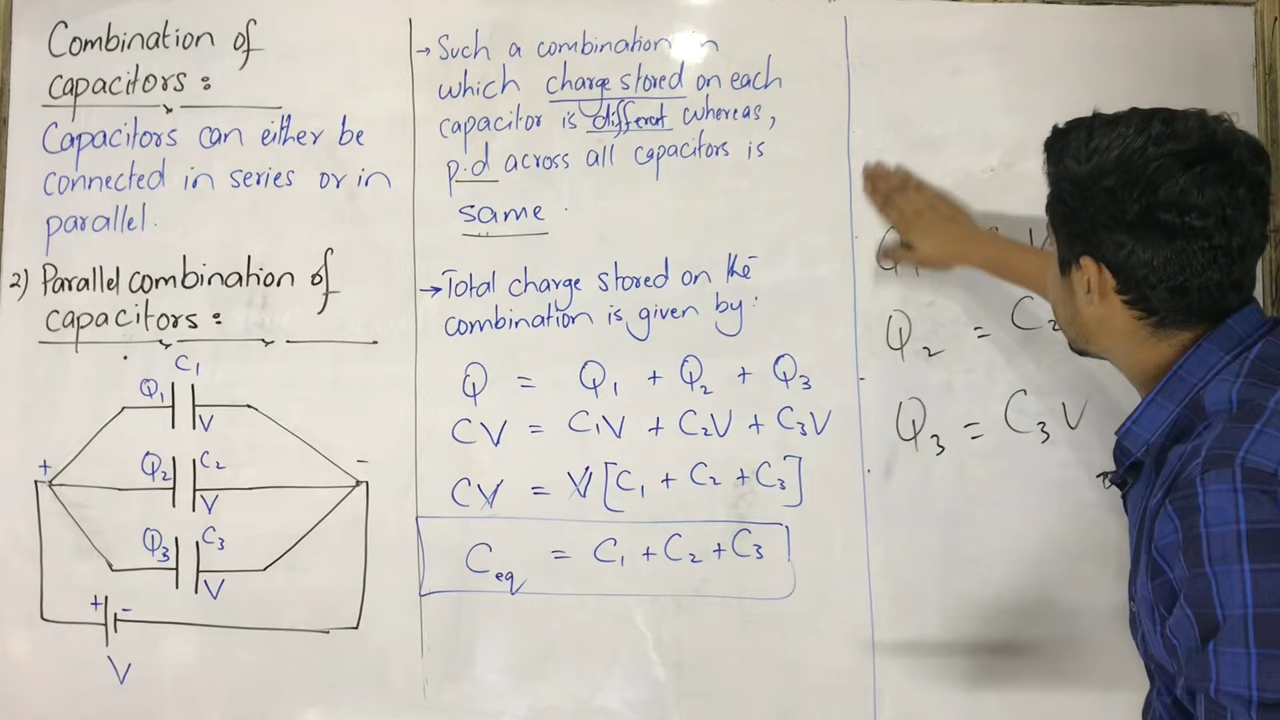 Combination of
capacitors :
Capacitors can either be
connected in series or in
parallel.
2) Parallel combination of
capacitors :
C1
Q1
V
+
-
Q2
C2
V
Q3
C3
V
+ -
V
→ Such a combination in
which charge stored on each
capacitor is different whereas,
p.d across all capacitors is
same.
→ Total charge stored on the
combination is given by:
Q = Q1 + Q2 + Q3
CV = C1V + C2V + C3V
CV = V[C1 + C2 + C3]
Ceq = C1 + C2 + C3
Q2 = C2
Q3 = C3V